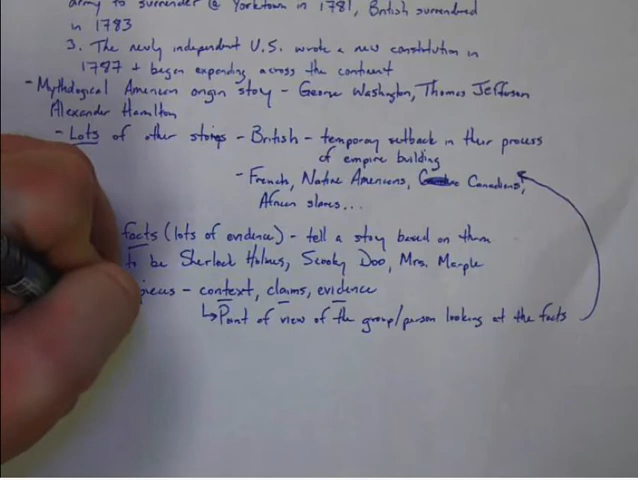 army to surrender @ Yorktown in 1781, British surrendered
in 1783
3. The newly independent U.S. wrote a new constitution in
1787 + began expanding across the continent
- Mythological American origin story - George Washington, Thomas Jefferson
Alexander Hamilton
- Lots of other stories - British - temporary setback in their process
of empire building
- French, Native Americans, Canadians,
African slaves...
facts (lots of evidence) - tell a story based on them
to be Sherlock Holmes, Scooby Doo, Mrs. Marple
- context, claims, evidence
↳ Point of view of the group/person looking at the facts